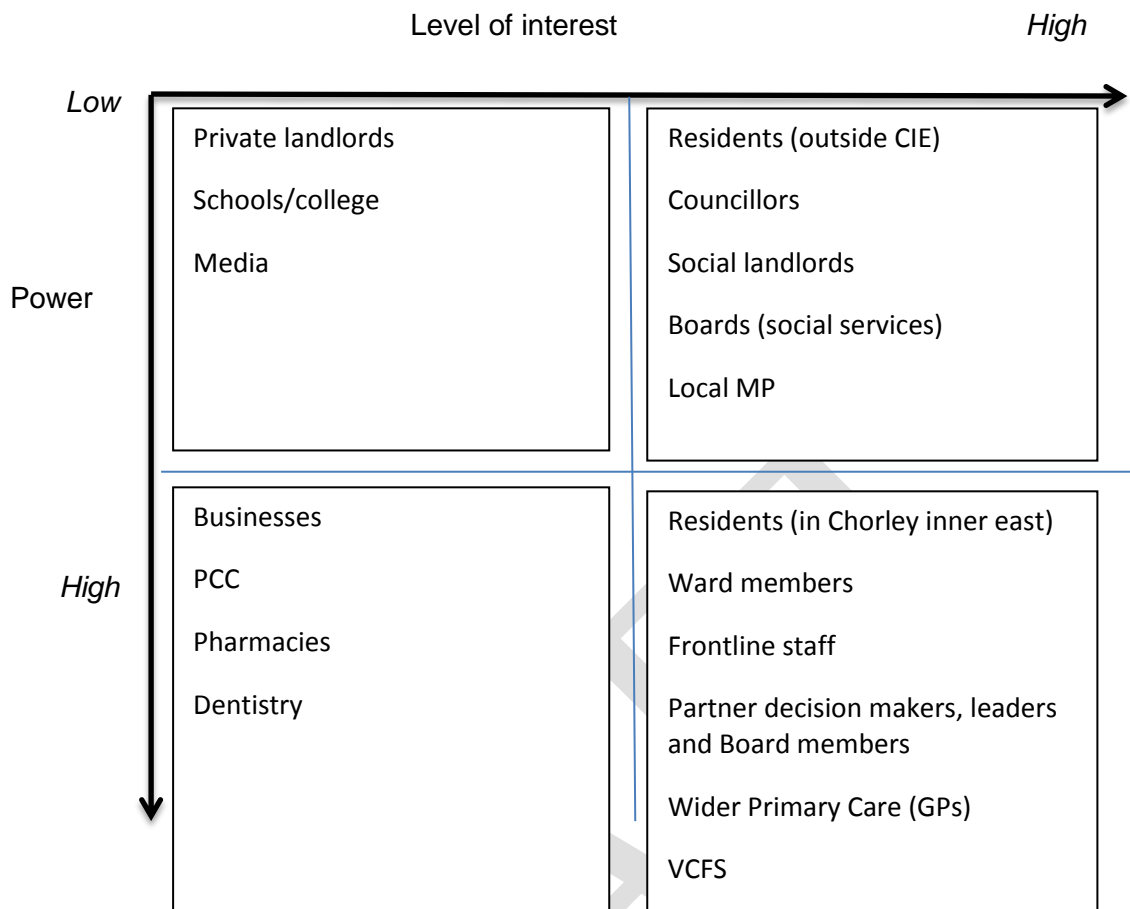 Level of interest
High
Low
Power
High
Private landlords
Schools/college
Media
Residents (outside CIE)
Councillors
Social landlords
Boards (social services)
Local MP
Businesses
PCC
Pharmacies
Dentistry
Residents (in Chorley inner east)
Ward members
Frontline staff
Partner decision makers, leaders
and Board members
Wider Primary Care (GPs)
VCFS